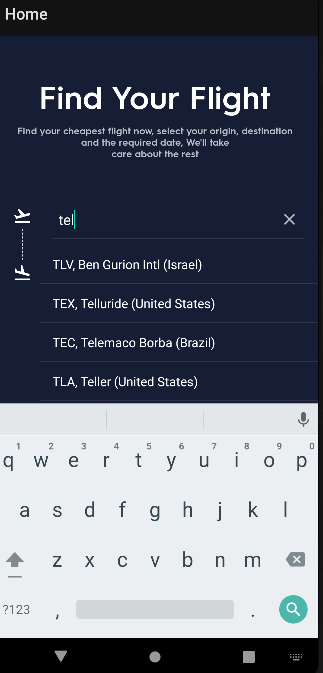 Home
Find Your Flight
Find your cheapest flight now, select your origin, destination
and the required date, We'll take
care about the rest
tel
TLV, Ben Gurion Intl (Israel)
TEX, Telluride (United States)
TEC, Telemaco Borba (Brazil)
TLA, Teller (United States)
1 2 3 4 5 6 7 8 9 0
q w e r t y u i o p
a s d f g h j k l
z x c v b n m
?123 , .